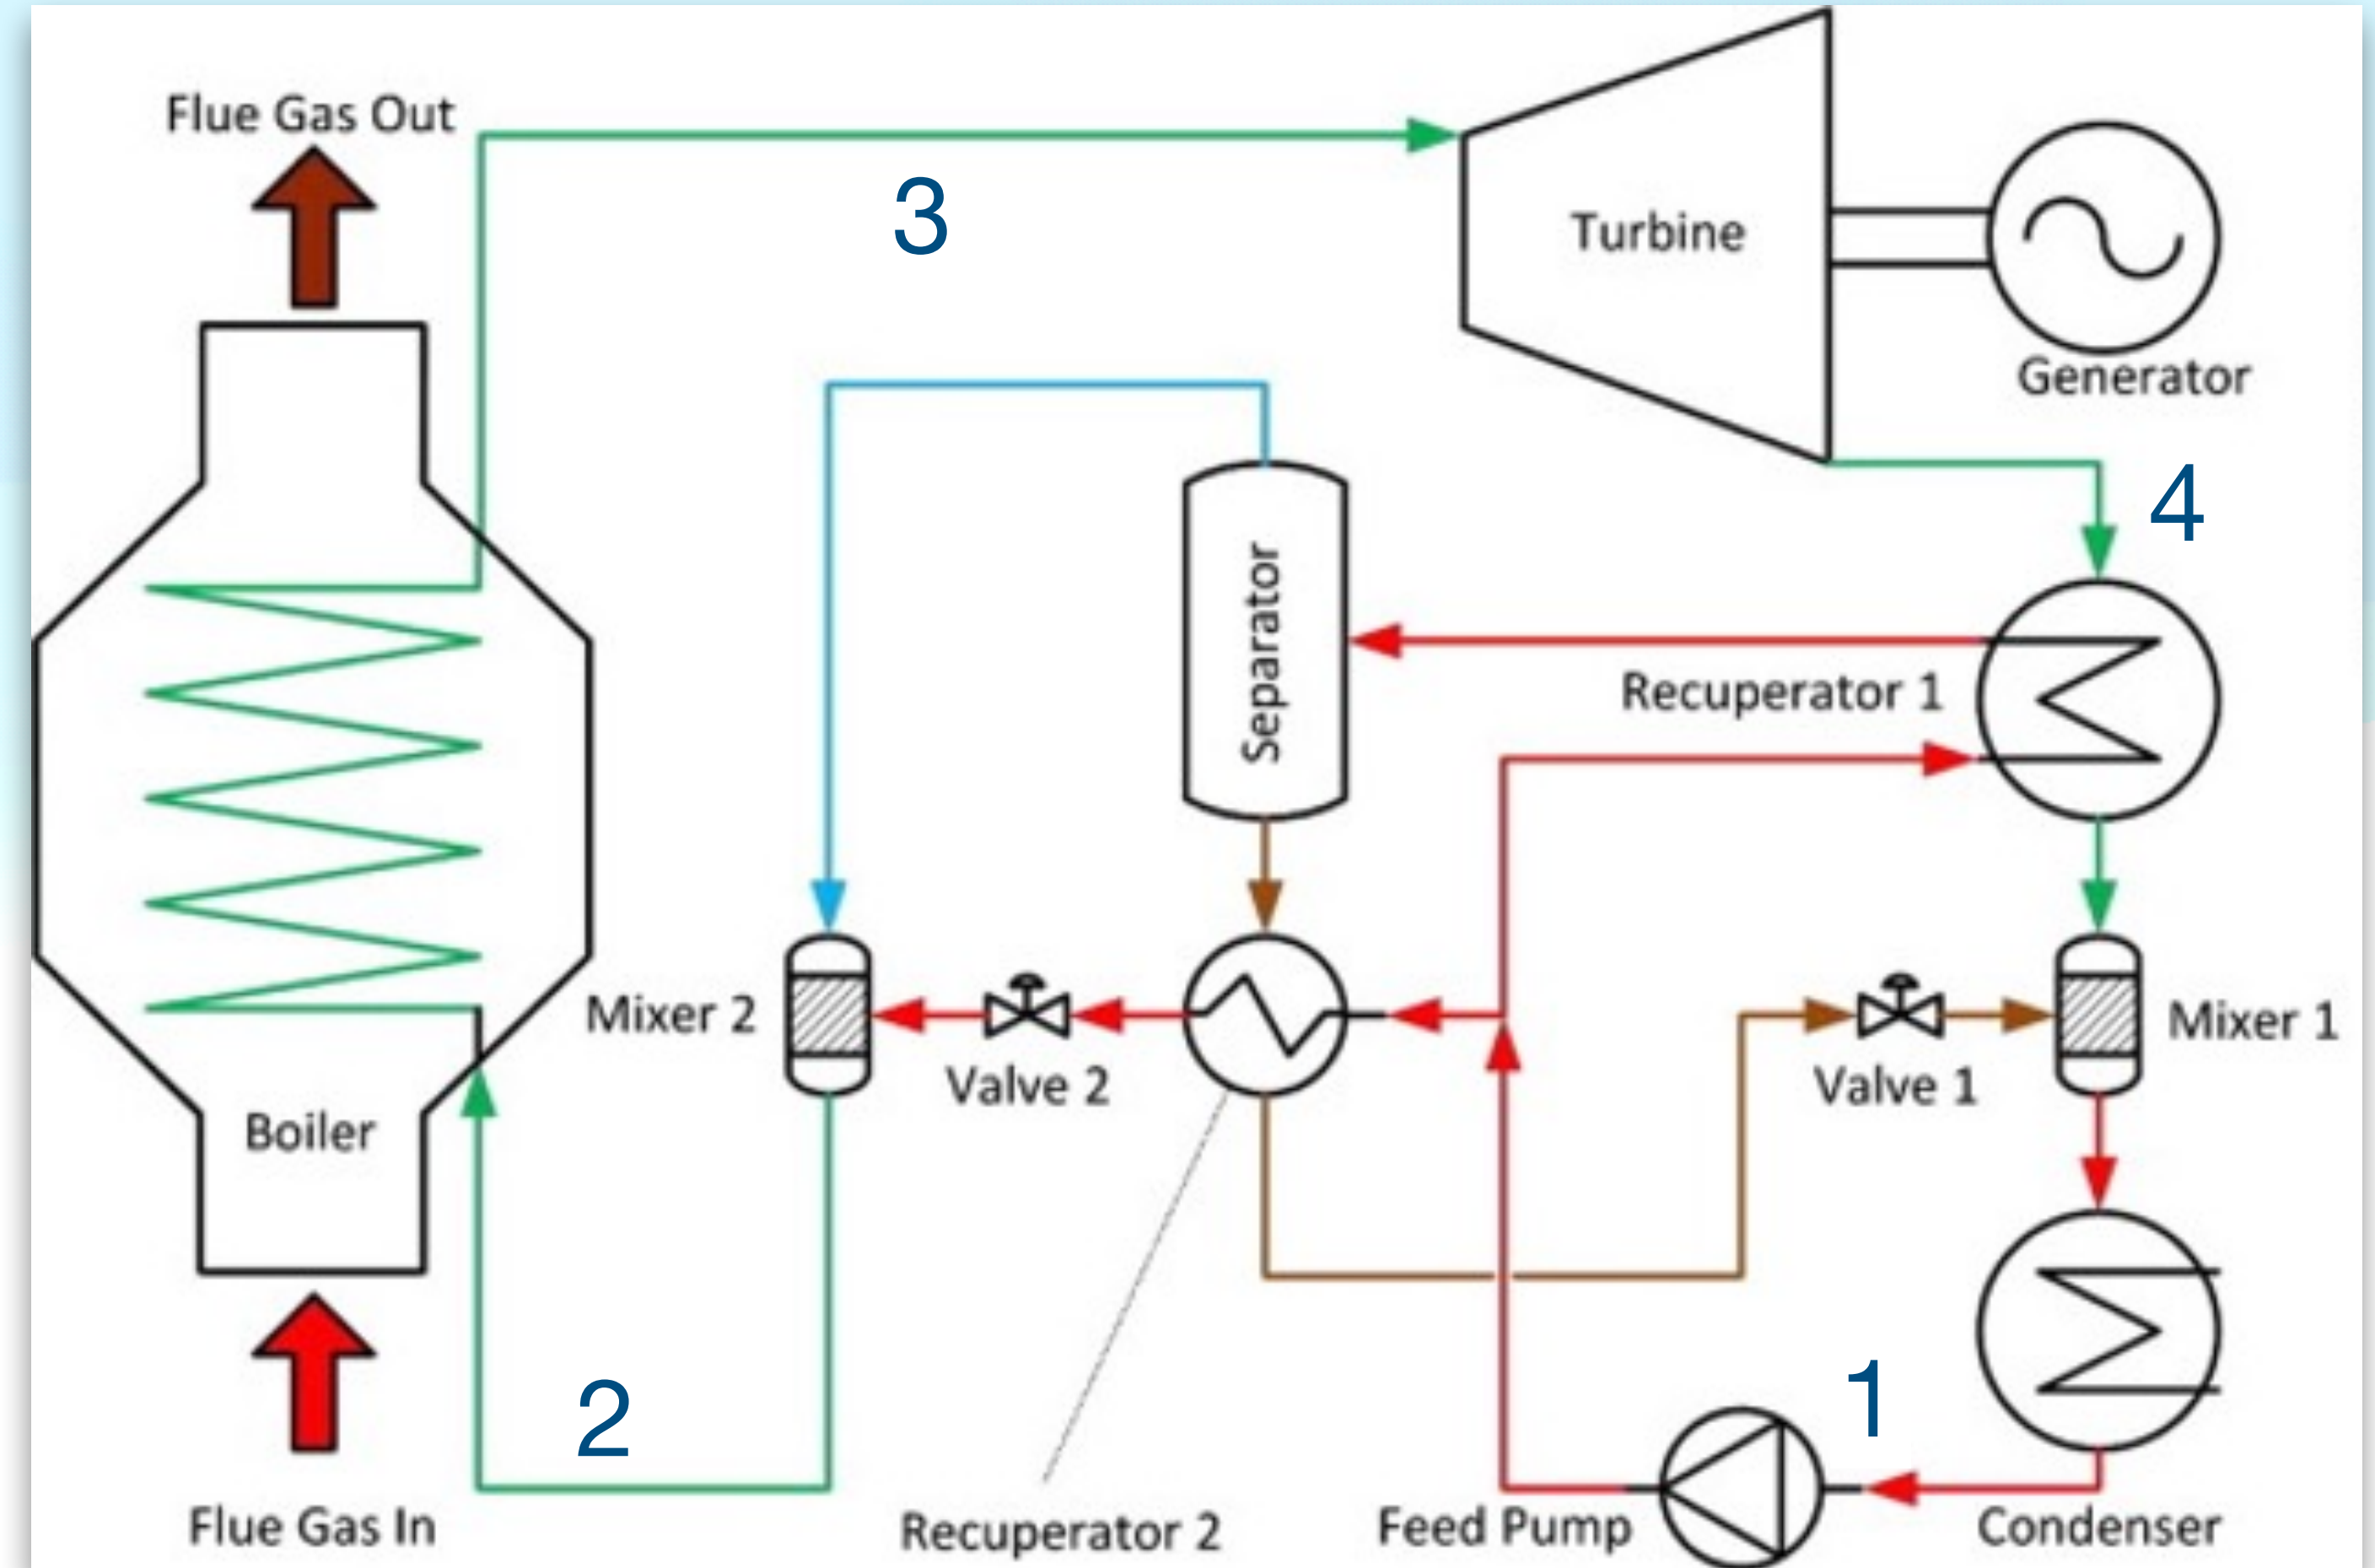 Flue Gas Out
3
Turbine
Generator
4
Separator
Recuperator 1
Mixer 2
Valve 2
Valve 1
Mixer 1
Boiler
2
1
Flue Gas In
Recuperator 2
Feed Pump
Condenser